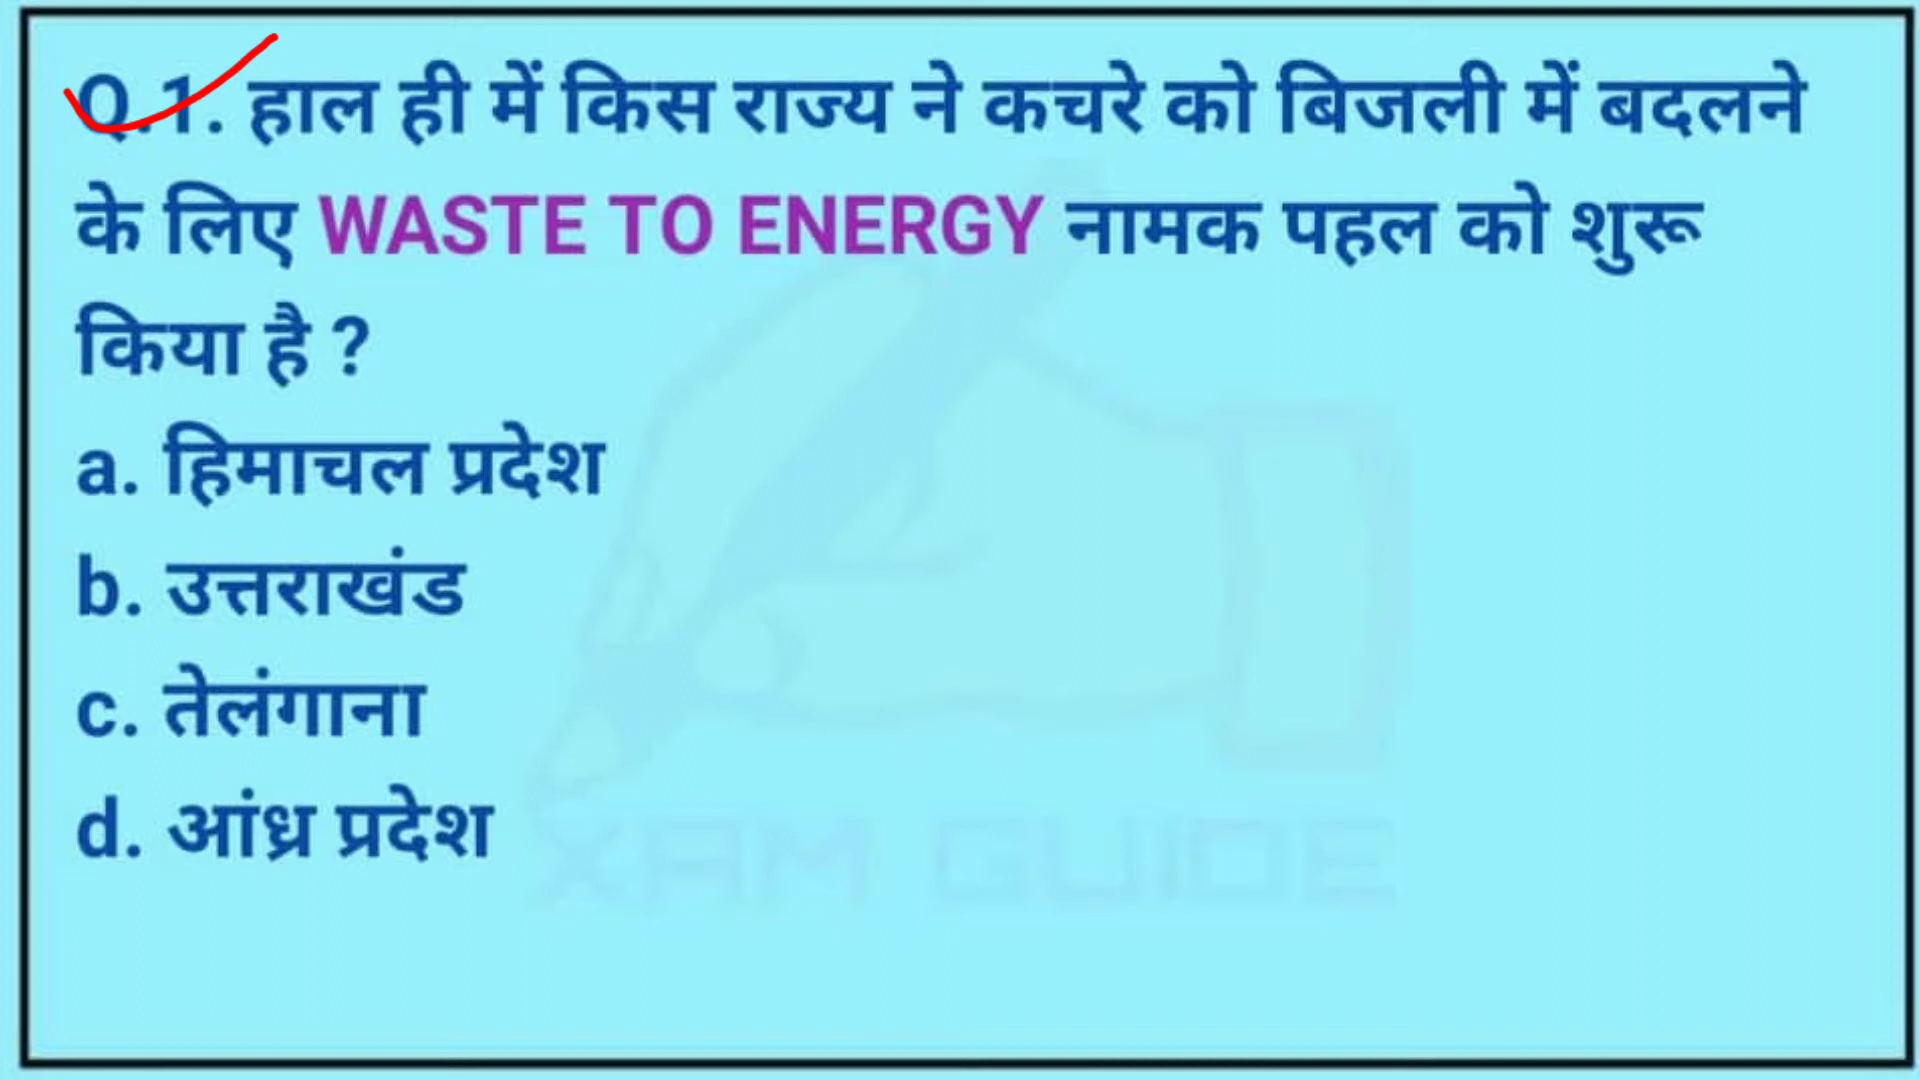 Q.1. हाल ही में किस राज्य ने कचरे को बिजली में बदलने
के लिए WASTE TO ENERGY नामक पहल को शुरू
किया है ?
a. हिमाचल प्रदेश
b. उत्तराखंड
c. तेलंगाना
d. आंध्र प्रदेश
XAM GUIDE